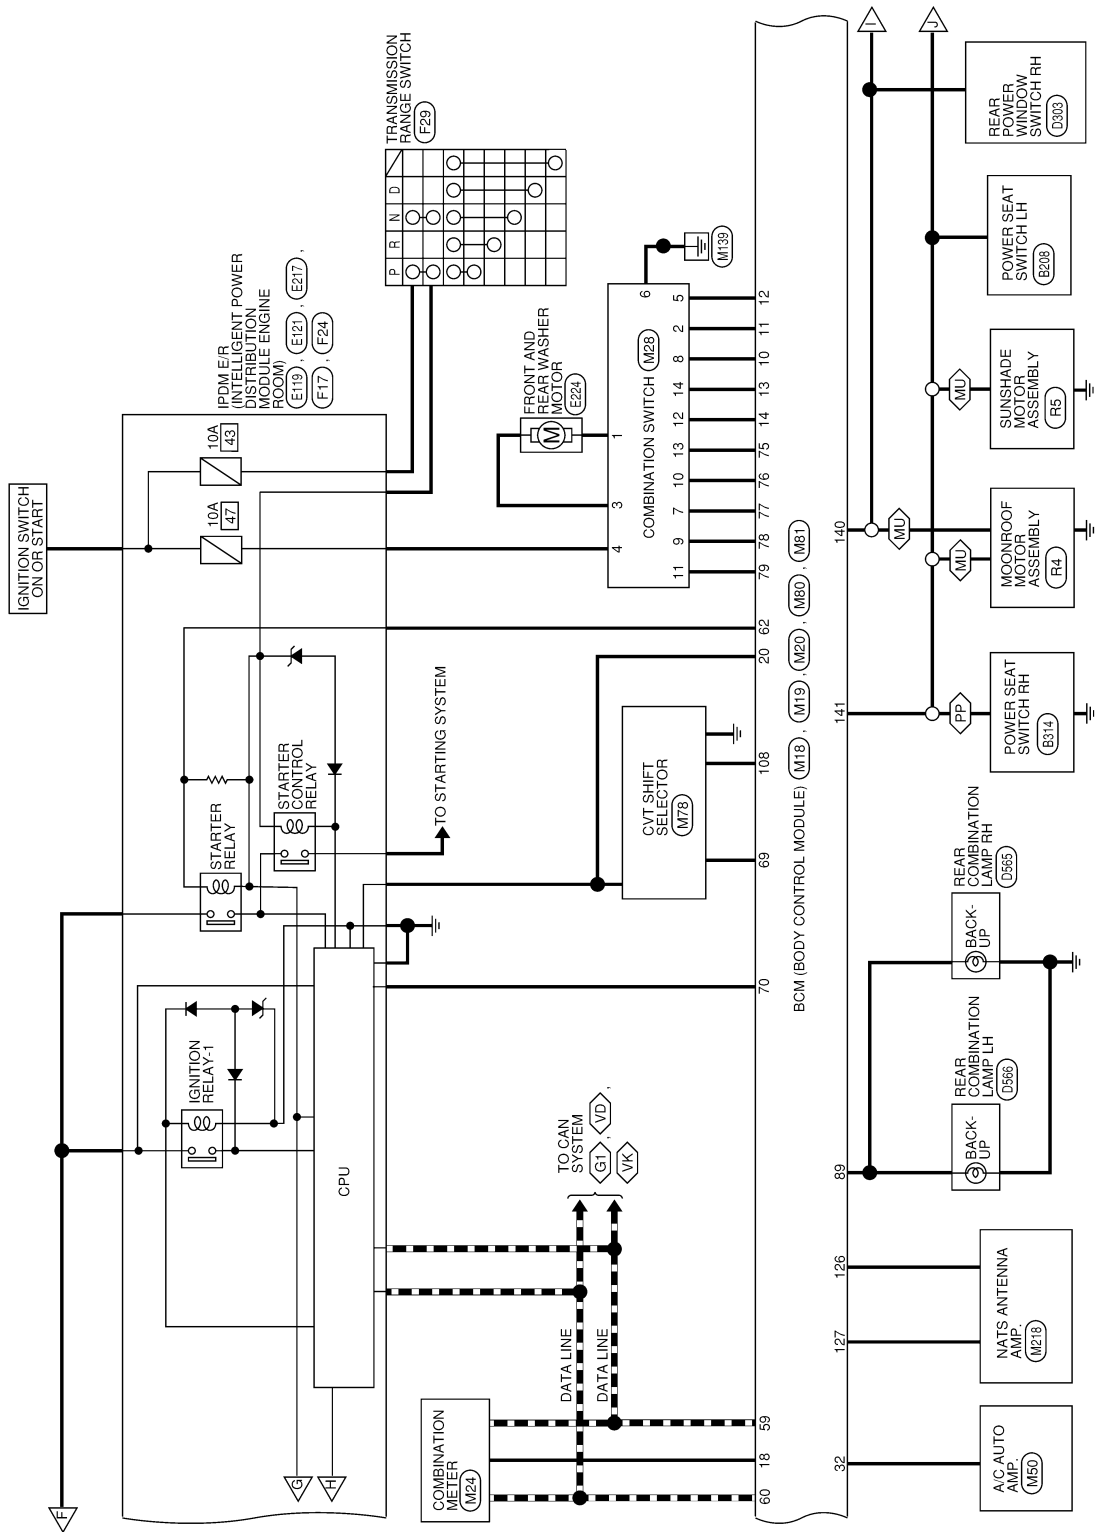 IGNITION SWITCH
ON OR START
IPDM E/R
(INTELLIGENT POWER
DISTRIBUTION
MODULE ENGINE
ROOM)
E119 , E121 , E217 ,
F17 , F24
TRANSMISSION
RANGE SWITCH
F29
P R N D
10A
47
10A
43
STARTER
RELAY
STARTER
CONTROL
RELAY
IGNITION
RELAY-1
CPU
F
G
H
TO STARTING SYSTEM
FRONT AND
REAR WASHER
MOTOR
E224
M
COMBINATION SWITCH M28
4 3 1 6
11 9 7 10 13 12 14 8 2 5
M139
CVT SHIFT
SELECTOR
M78
TO CAN
SYSTEM
G1 , VD ,
VK
DATA LINE
DATA LINE
COMBINATION
METER
M24
60 18 59 70 69 108 20 62 79 78 77 76 75 14 13 10 11 12
BCM (BODY CONTROL MODULE) M18 , M19 , M20 , M80 , M81
32 127 126 89 141 140
I
J
A/C AUTO
AMP.
M50
NATS ANTENNA
AMP.
M218
REAR
COMBINATION
LAMP LH
D566
BACK-
UP
REAR
COMBINATION
LAMP RH
D565
BACK-
UP
PP
POWER SEAT
SWITCH RH
B314
MU
MU
MOONROOF
MOTOR
ASSEMBLY
R4
MU
SUNSHADE
MOTOR
ASSEMBLY
R5
POWER SEAT
SWITCH LH
B208
REAR
POWER
WINDOW
SWITCH RH
D303